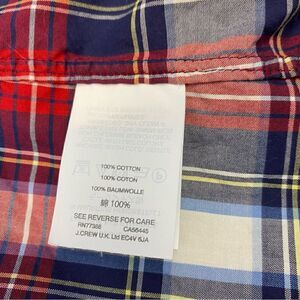 100% COTTON
100% COTON
100% BAUMWOLLE
綿 100%
SEE REVERSE FOR CARE
RN77388 CA56445
J.CREW U.K. Ltd EC4V 6JA